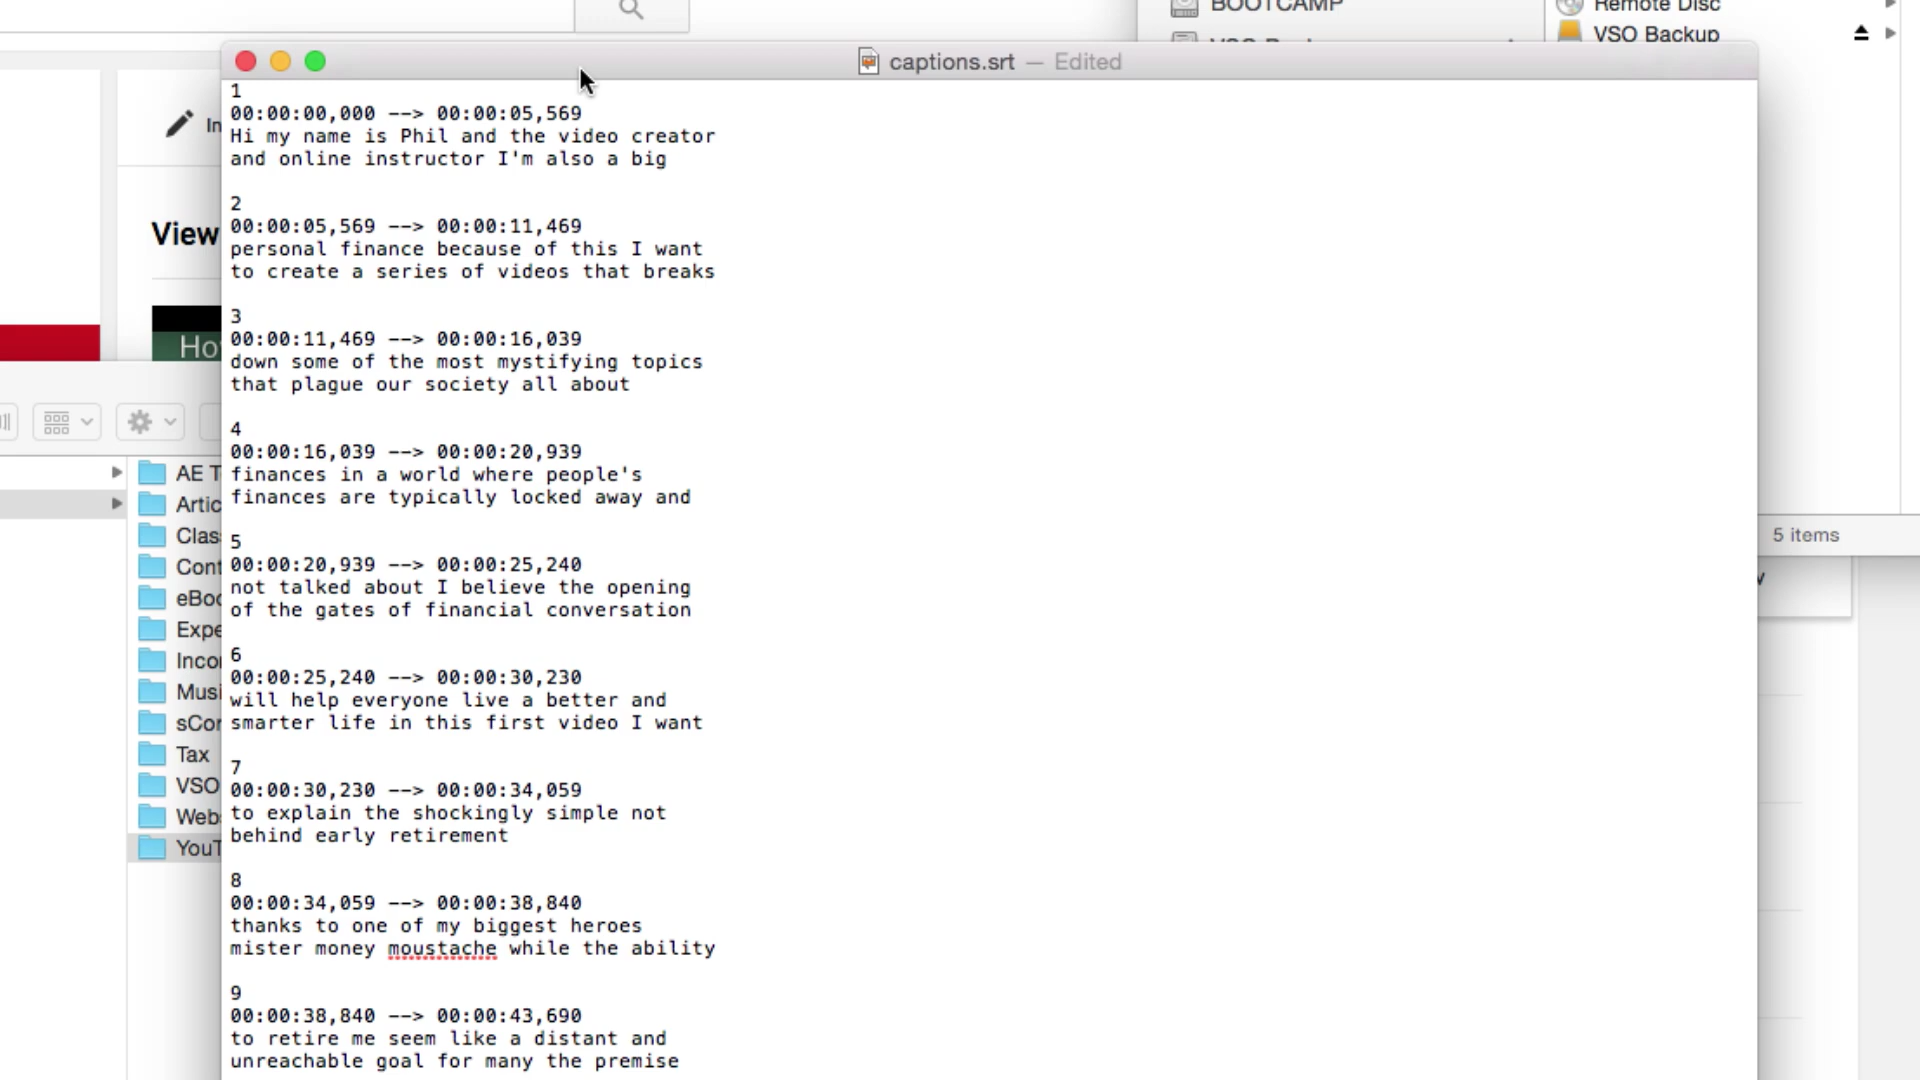 BOOTCAMP
Remote Disc
VSO Backup
captions.srt — Edited
1
00:00:00,000 --> 00:00:05,569
Hi my name is Phil and the video creator
and online instructor I'm also a big
2
00:00:05,569 --> 00:00:11,469
personal finance because of this I want
to create a series of videos that breaks
3
00:00:11,469 --> 00:00:16,039
down some of the most mystifying topics
that plague our society all about
4
00:00:16,039 --> 00:00:20,939
finances in a world where people's
finances are typically locked away and
5
00:00:20,939 --> 00:00:25,240
not talked about I believe the opening
of the gates of financial conversation
6
00:00:25,240 --> 00:00:30,230
will help everyone live a better and
smarter life in this first video I want
7
00:00:30,230 --> 00:00:34,059
to explain the shockingly simple not
behind early retirement
8
00:00:34,059 --> 00:00:38,840
thanks to one of my biggest heroes
mister money moustache while the ability
9
00:00:38,840 --> 00:00:43,690
to retire me seem like a distant and
unreachable goal for many the premise
In
View
Ho
AE T
Artic
Clas
Cont
eBoo
Expe
Inco
Musi
sCor
Tax
VSO
Webs
YouT
5 items